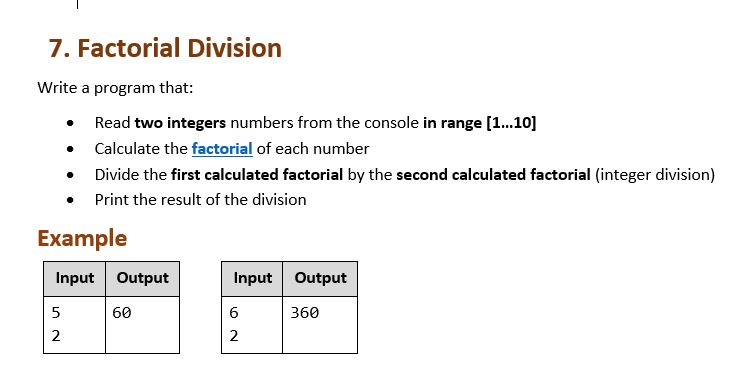 7. Factorial Division
Write a program that:
• Read two integers numbers from the console in range [1...10]
• Calculate the factorial of each number
• Divide the first calculated factorial by the second calculated factorial (integer division)
• Print the result of the division
Example
Input Output
5 60
2
Input Output
6 360
2